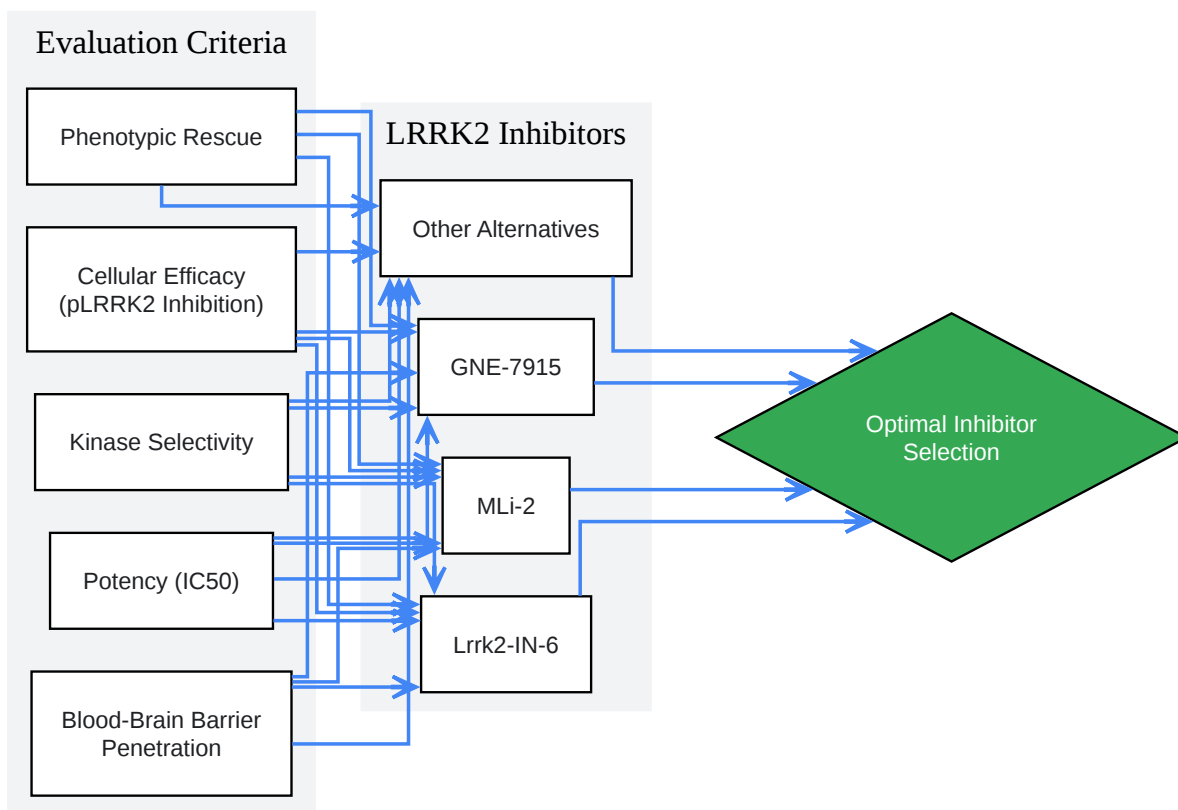 Evaluation Criteria
Phenotypic Rescue
Cellular Efficacy
(pLRRK2 Inhibition)
Kinase Selectivity
Potency (IC50)
Blood-Brain Barrier
Penetration
LRRK2 Inhibitors
Other Alternatives
GNE-7915
MLi-2
Lrrk2-IN-6
Optimal Inhibitor
Selection